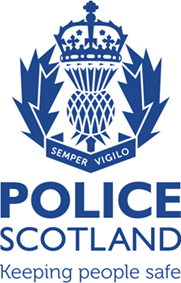 SEMPER VIGILO
POLICE
SCOTLAND
Keeping people safe